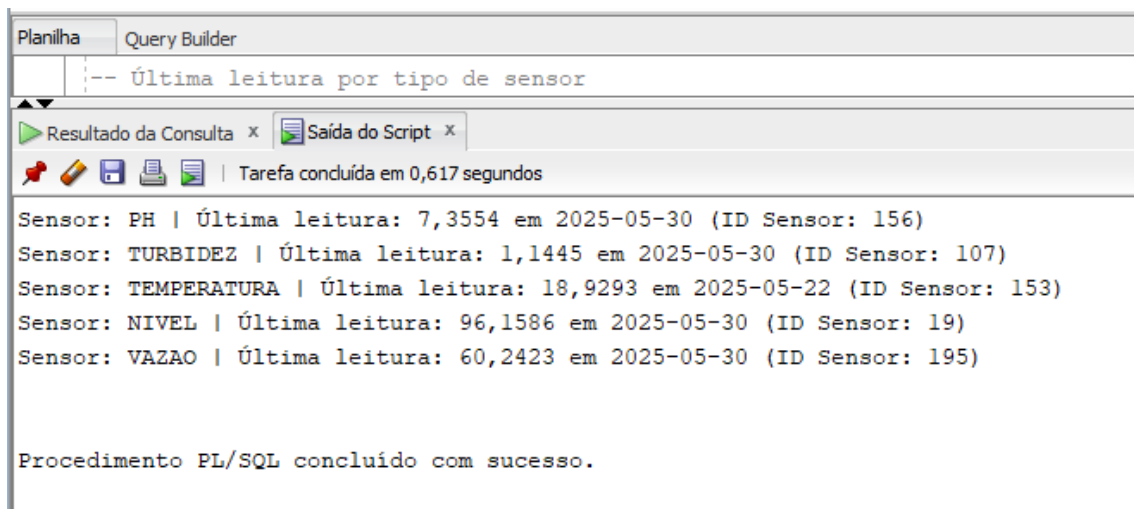 Planilha Query Builder
-- Última leitura por tipo de sensor
Resultado da Consulta x Saída do Script x
Tarefa concluída em 0,617 segundos
Sensor: PH | Última leitura: 7,3554 em 2025-05-30 (ID Sensor: 156)
Sensor: TURBIDEZ | Última leitura: 1,1445 em 2025-05-30 (ID Sensor: 107)
Sensor: TEMPERATURA | Última leitura: 18,9293 em 2025-05-22 (ID Sensor: 153)
Sensor: NIVEL | Última leitura: 96,1586 em 2025-05-30 (ID Sensor: 19)
Sensor: VAZAO | Última leitura: 60,2423 em 2025-05-30 (ID Sensor: 195)
Procedimento PL/SQL concluído com sucesso.